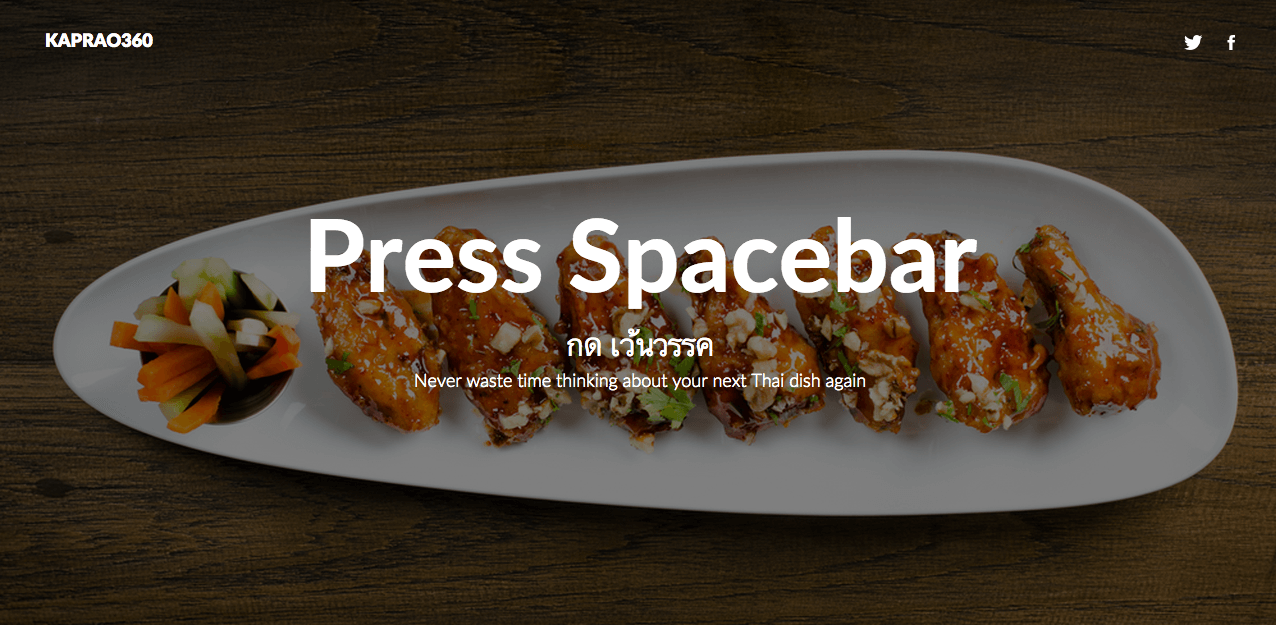 KAPRAO360
Press Spacebar
กด เว้นวรรค
Never waste time thinking about your next Thai dish again